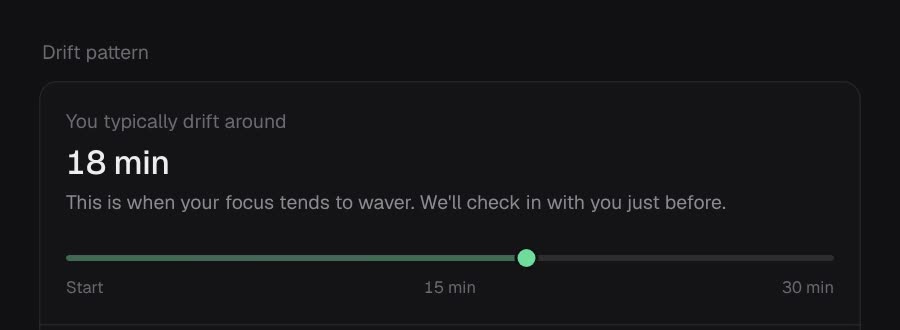 Drift pattern
You typically drift around
18 min
This is when your focus tends to waver. We'll check in with you just before.
Start
15 min
30 min